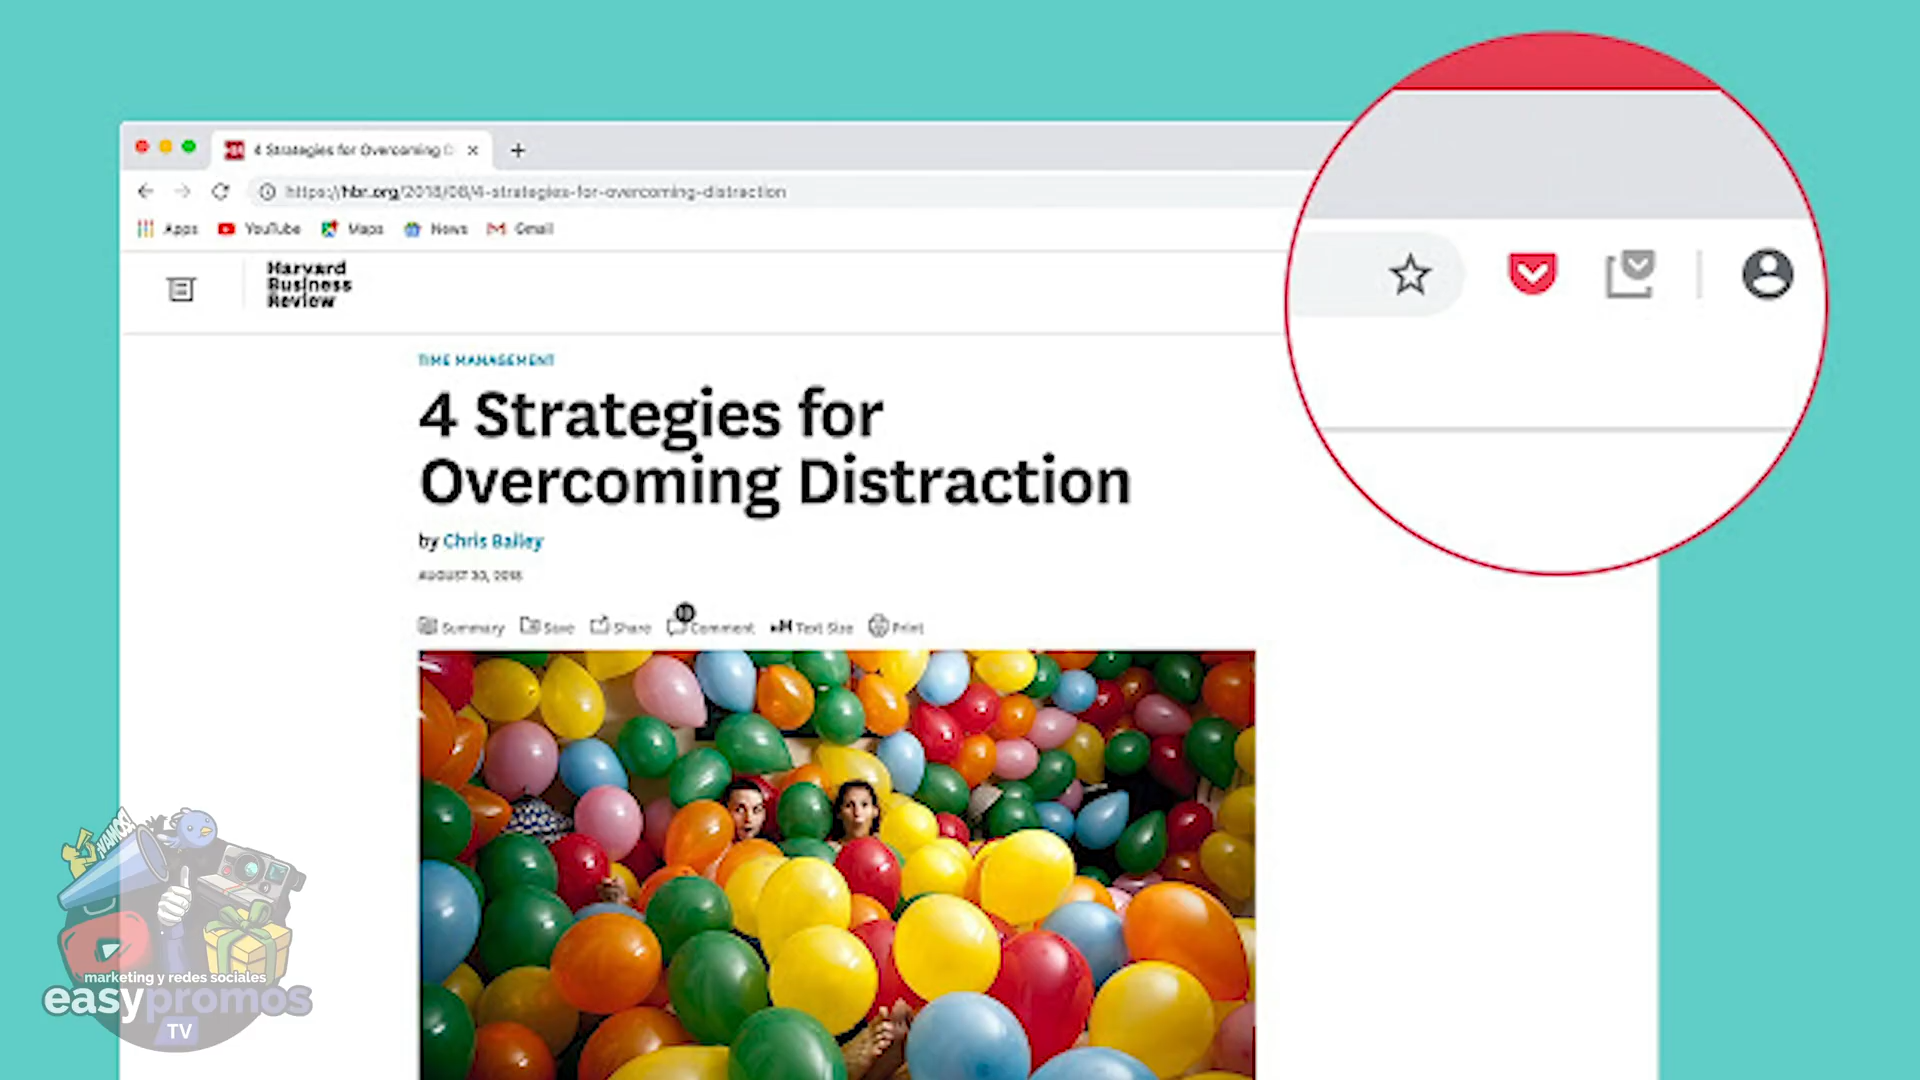 4 Strategies for Overcoming D
https://hbr.org/2018/08/4-strategies-for-overcoming-distraction
Apps YouTube Maps News Gmail
Harvard
Business
Review
TIME MANAGEMENT
4 Strategies for
Overcoming Distraction
by Chris Bailey
AUGUST 30, 2018
Summary Save Share Comment Text Size Print
¡VAMOS!
marketing y redes sociales
easypromos
TV